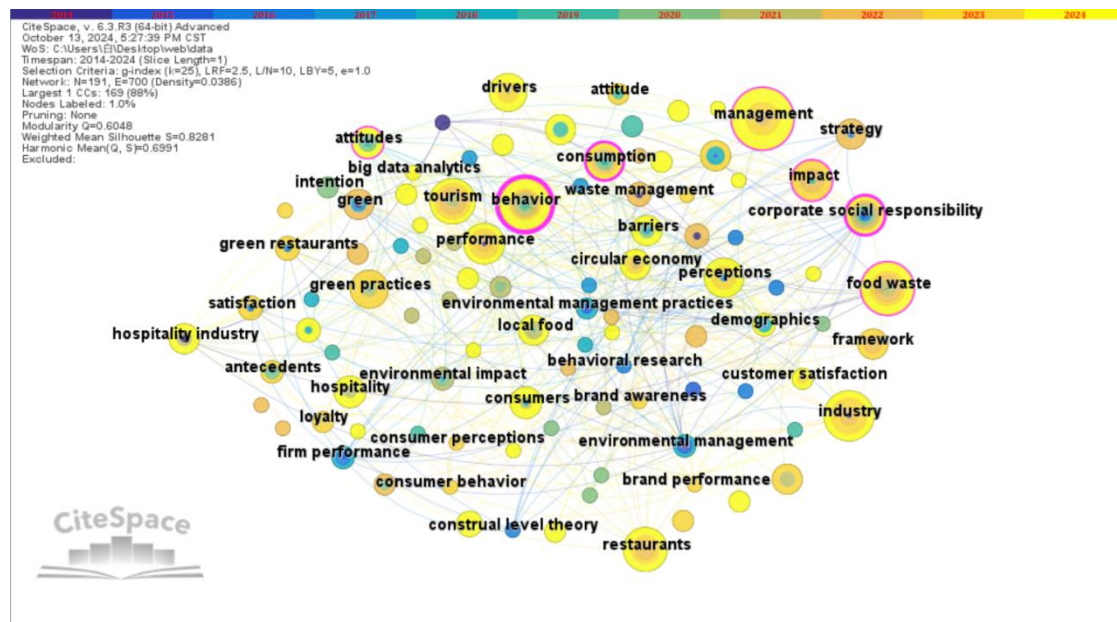 2014 2015 2016 2017 2018 2019 2020 2021 2022 2023 2024
CiteSpace, v. 6.3.R3 (64-bit) Advanced
October 13, 2024, 5:27:39 PM CST
WoS: C:\Users\白\Desktop\web\data
Timespan: 2014-2024 (Slice Length=1)
Selection Criteria: g-index (k=25), LRF=2.5, L/N=10, LBY=5, e=1.0
Network: N=191, E=700 (Density=0.0386)
Largest 1 CCs: 169 (88%)
Nodes Labeled: 1.0%
Pruning: None
Modularity Q=0.6048
Weighted Mean Silhouette S=0.8281
Harmonic Mean(Q, S)=0.6991
Excluded:
drivers
attitude
management
strategy
attitudes
consumption
big data analytics
impact
intention
waste management
green
tourism
behavior
corporate social responsibility
barriers
green restaurants
performance
circular economy
perceptions
green practices
food waste
satisfaction
environmental management practices
hospitality industry
local food
demographics
framework
behavioral research
antecedents
environmental impact
customer satisfaction
hospitality
consumers
brand awareness
industry
loyalty
consumer perceptions
environmental management
firm performance
consumer behavior
brand performance
construal level theory
restaurants
CiteSpace